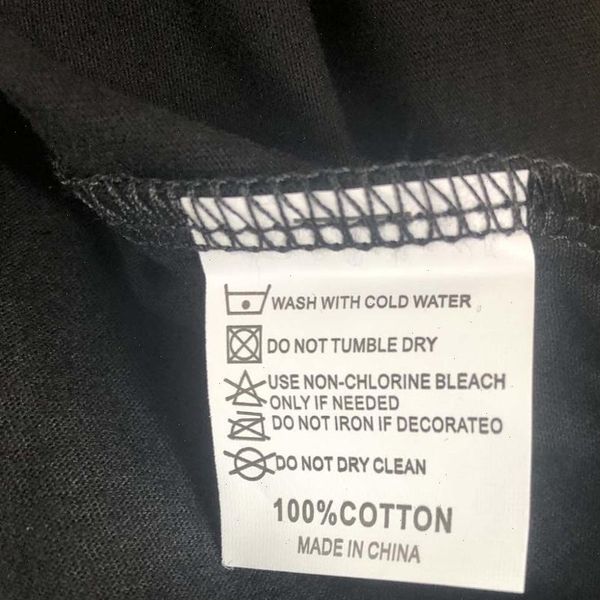 WASH WITH COLD WATER
DO NOT TUMBLE DRY
USE NON-CHLORINE BLEACH
ONLY IF NEEDED
DO NOT IRON IF DECORATEO
DO NOT DRY CLEAN
100%COTTON
MADE IN CHINA